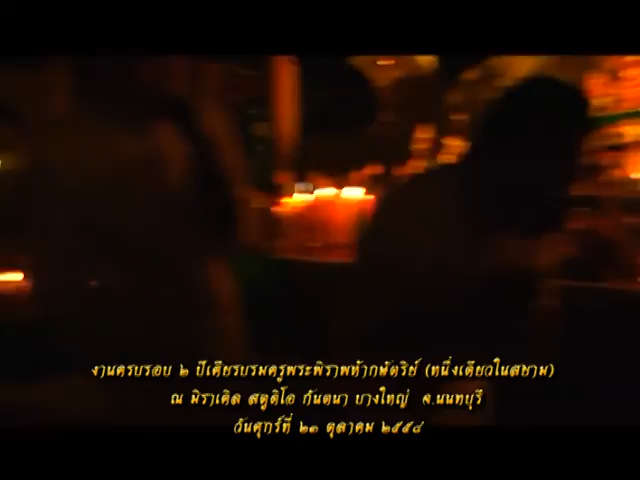 งานครบรอบ ๒ ปีเศียรบรมครูพระพิราพห้ากษัตริย์ (หนึ่งเดียวในสยาม)
ณ มิราเคิล สตูดิโอ กันตนา บางใหญ่ จ.นนทบุรี
วันศุกร์ที่ ๒๑ ตุลาคม ๒๕๕๔